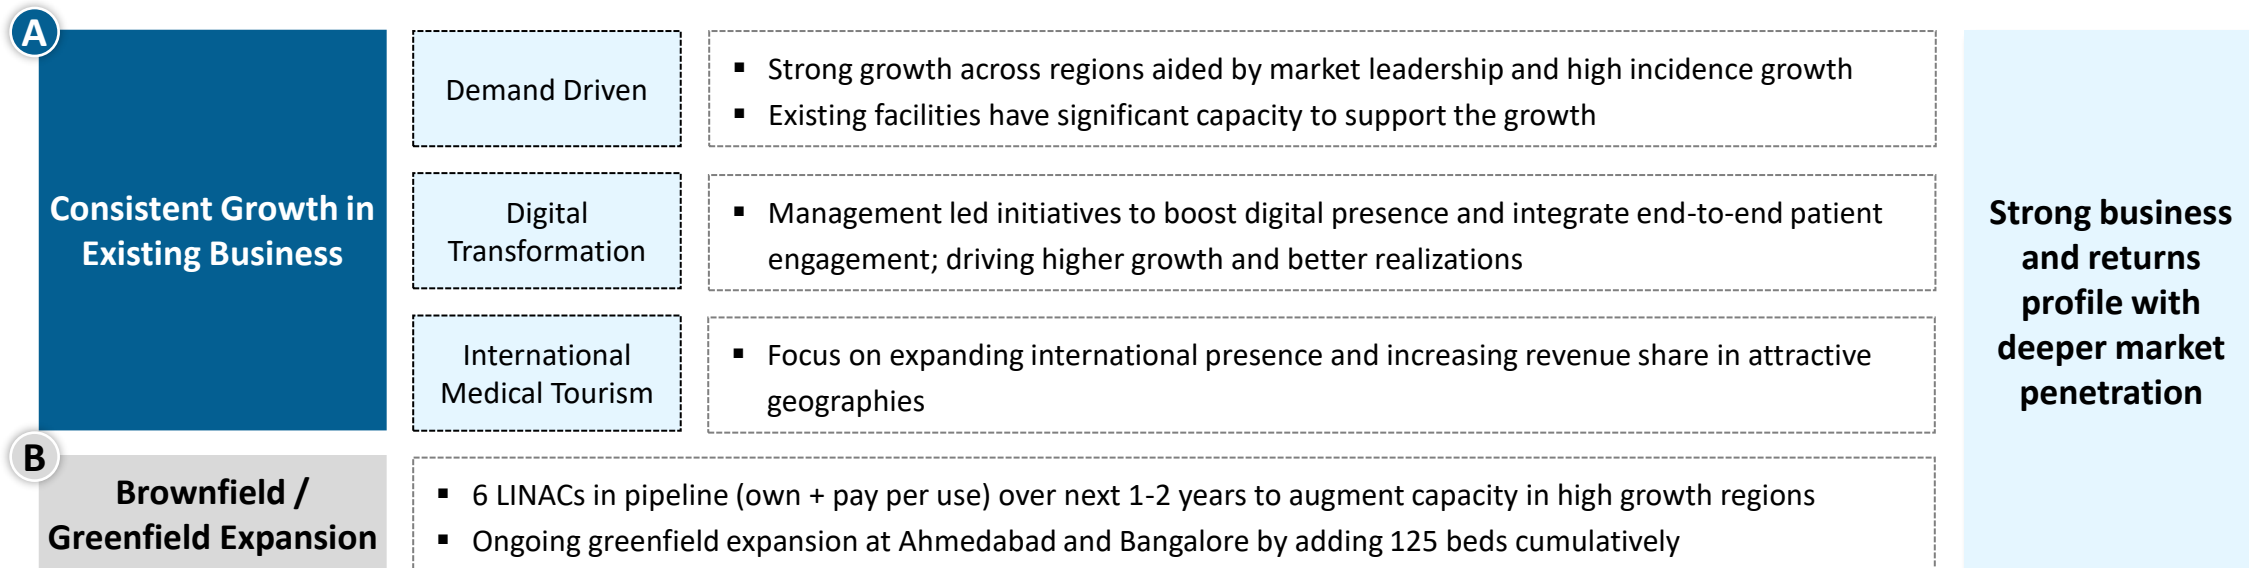 A
Consistent Growth in
Existing Business
Demand Driven
▪ Strong growth across regions aided by market leadership and high incidence growth
▪ Existing facilities have significant capacity to support the growth
Digital
Transformation
▪ Management led initiatives to boost digital presence and integrate end-to-end patient
engagement; driving higher growth and better realizations
International
Medical Tourism
▪ Focus on expanding international presence and increasing revenue share in attractive
geographies
B
Brownfield /
Greenfield Expansion
▪ 6 LINACs in pipeline (own + pay per use) over next 1-2 years to augment capacity in high growth regions
▪ Ongoing greenfield expansion at Ahmedabad and Bangalore by adding 125 beds cumulatively
Strong business
and returns
profile with
deeper market
penetration